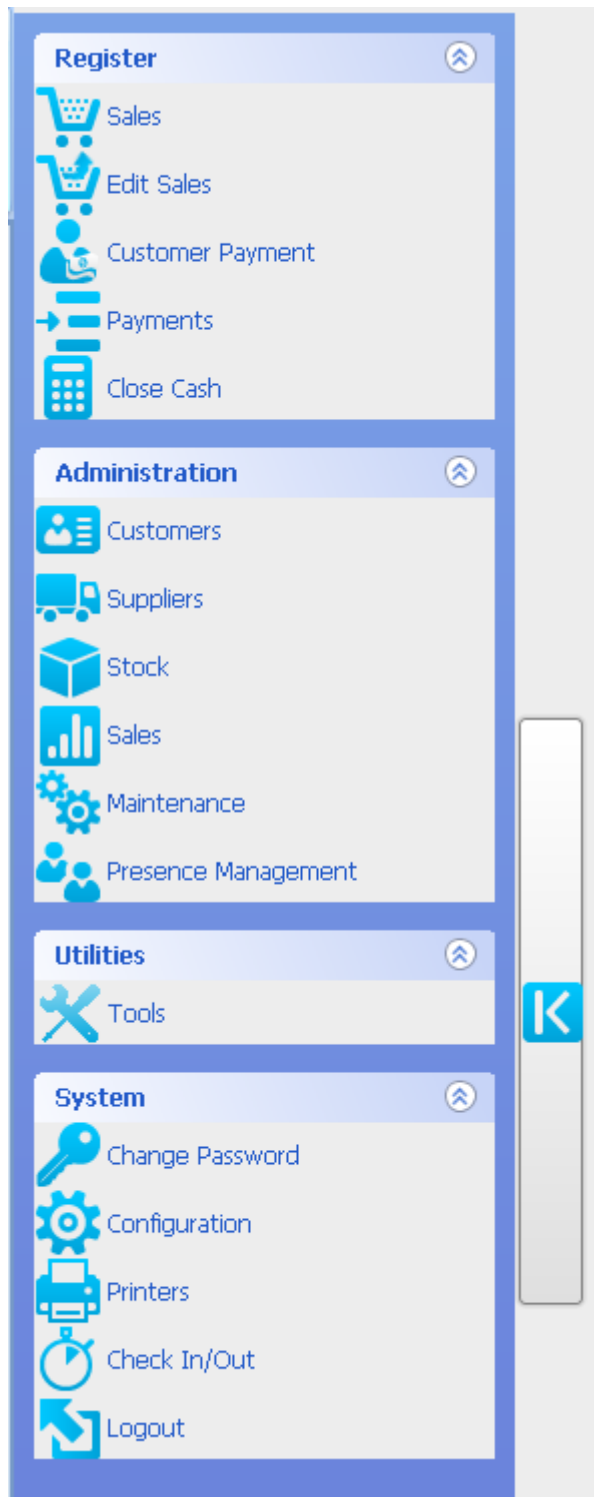 Register
Sales
Edit Sales
Customer Payment
Payments
Close Cash
Administration
Customers
Suppliers
Stock
Sales
Maintenance
Presence Management
Utilities
Tools
System
Change Password
Configuration
Printers
Check In/Out
Logout